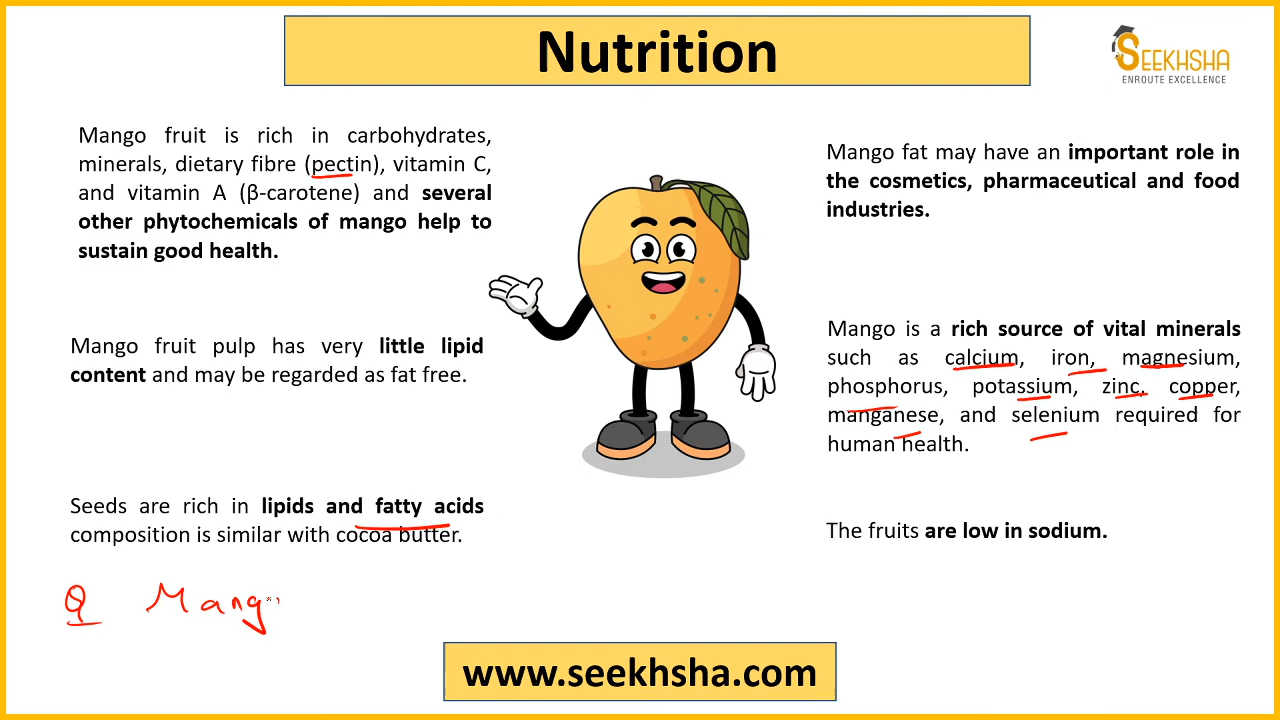 Nutrition
SEEKHSHA
ENROUTE EXCELLENCE
Mango fruit is rich in carbohydrates,
minerals, dietary fibre (pectin), vitamin C,
and vitamin A (β-carotene) and several
other phytochemicals of mango help to
sustain good health.
Mango fruit pulp has very little lipid
content and may be regarded as fat free.
Seeds are rich in lipids and fatty acids
composition is similar with cocoa butter.
Q Mang
Mango fat may have an important role in
the cosmetics, pharmaceutical and food
industries.
Mango is a rich source of vital minerals
such as calcium, iron, magnesium,
phosphorus, potassium, zinc, copper,
manganese, and selenium required for
human health.
The fruits are low in sodium.
www.seekhsha.com